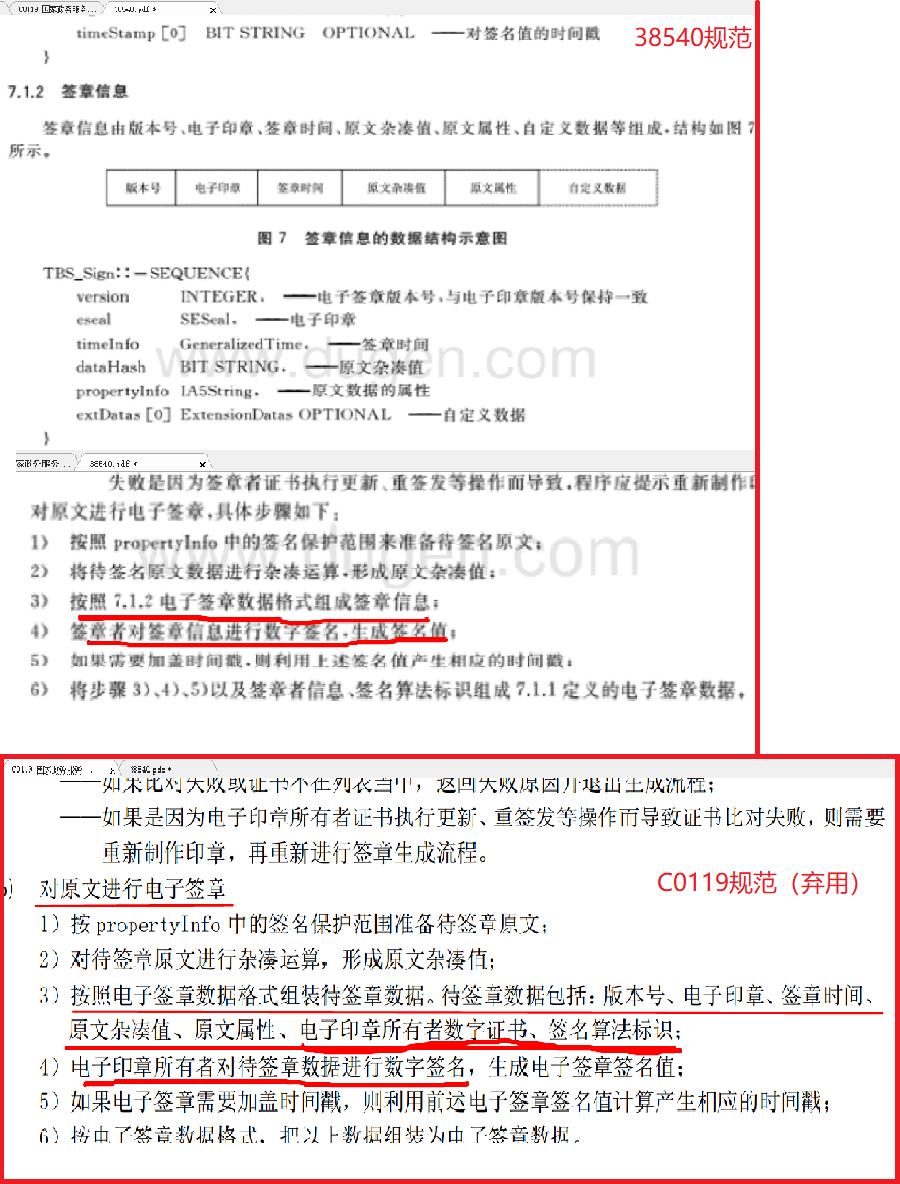 C0119 国家政务服务... 38540.pdf * ×
timeStamp [0] BIT STRING OPTIONAL ——对签名值的时间戳
38540规范
}
7.1.2 签章信息
签章信息由版本号、电子印章、签章时间、原文杂凑值、原文属性、自定义数据等组成,结构如图 7
所示。
版本号 电子印章 签章时间 原文杂凑值 原文属性 自定义数据
图 7 签章信息的数据结构示意图
TBS_Sign::=SEQUENCE{
version INTEGER, ——电子签章版本号,与电子印章版本号保持一致
eseal SESeal, ——电子印章
timeInfo GeneralizedTime, ——签章时间
dataHash BIT STRING, ——原文杂凑值
propertyInfo IA5String, ——原文数据的属性
extDatas [0] ExtensionDatas OPTIONAL ——自定义数据
}
www.dugen.com
38540.pdf * ×
失败是因为签章者证书执行更新、重签发等操作而导致,程序应提示重新制作印
对原文进行电子签章,具体步骤如下:
1) 按照 propertyInfo 中的签名保护范围来准备待签名原文;
2) 将待签名原文数据进行杂凑运算,形成原文杂凑值;
3) 按照 7.1.2 电子签章数据格式组成签章信息;
4) 签章者对签章信息进行数字签名,生成签名值;
5) 如果需要加盖时间戳,则利用上述签名值产生相应的时间戳;
6) 将步骤 3)、4)、5)以及签章者信息、签名算法标识组成 7.1.1 定义的电子签章数据。
www.dugen.com
C0119 国家政务服务... × 38540.pdf *
——如果比对失败或证书不在列表当中,返回失败原因并退出生成流程;
——如果是因为电子印章所有者证书执行更新、重签发等操作而导致证书比对失败,则需要
重新制作印章,再重新进行签章生成流程。
C0119规范(弃用)
) 对原文进行电子签章
1) 按 propertyInfo 中的签名保护范围准备待签章原文;
2) 对待签章原文进行杂凑运算,形成原文杂凑值;
3) 按照电子签章数据格式组装待签章数据。待签章数据包括:版本号、电子印章、签章时间、
原文杂凑值、原文属性、电子印章所有者数字证书、签名算法标识;
4) 电子印章所有者对待签章数据进行数字签名,生成电子签章签名值;
5) 如果电子签章需要加盖时间戳,则利用前述电子签章签名值计算产生相应的时间戳;
6) 按电子签章数据格式,把以上数据组装为电子签章数据。